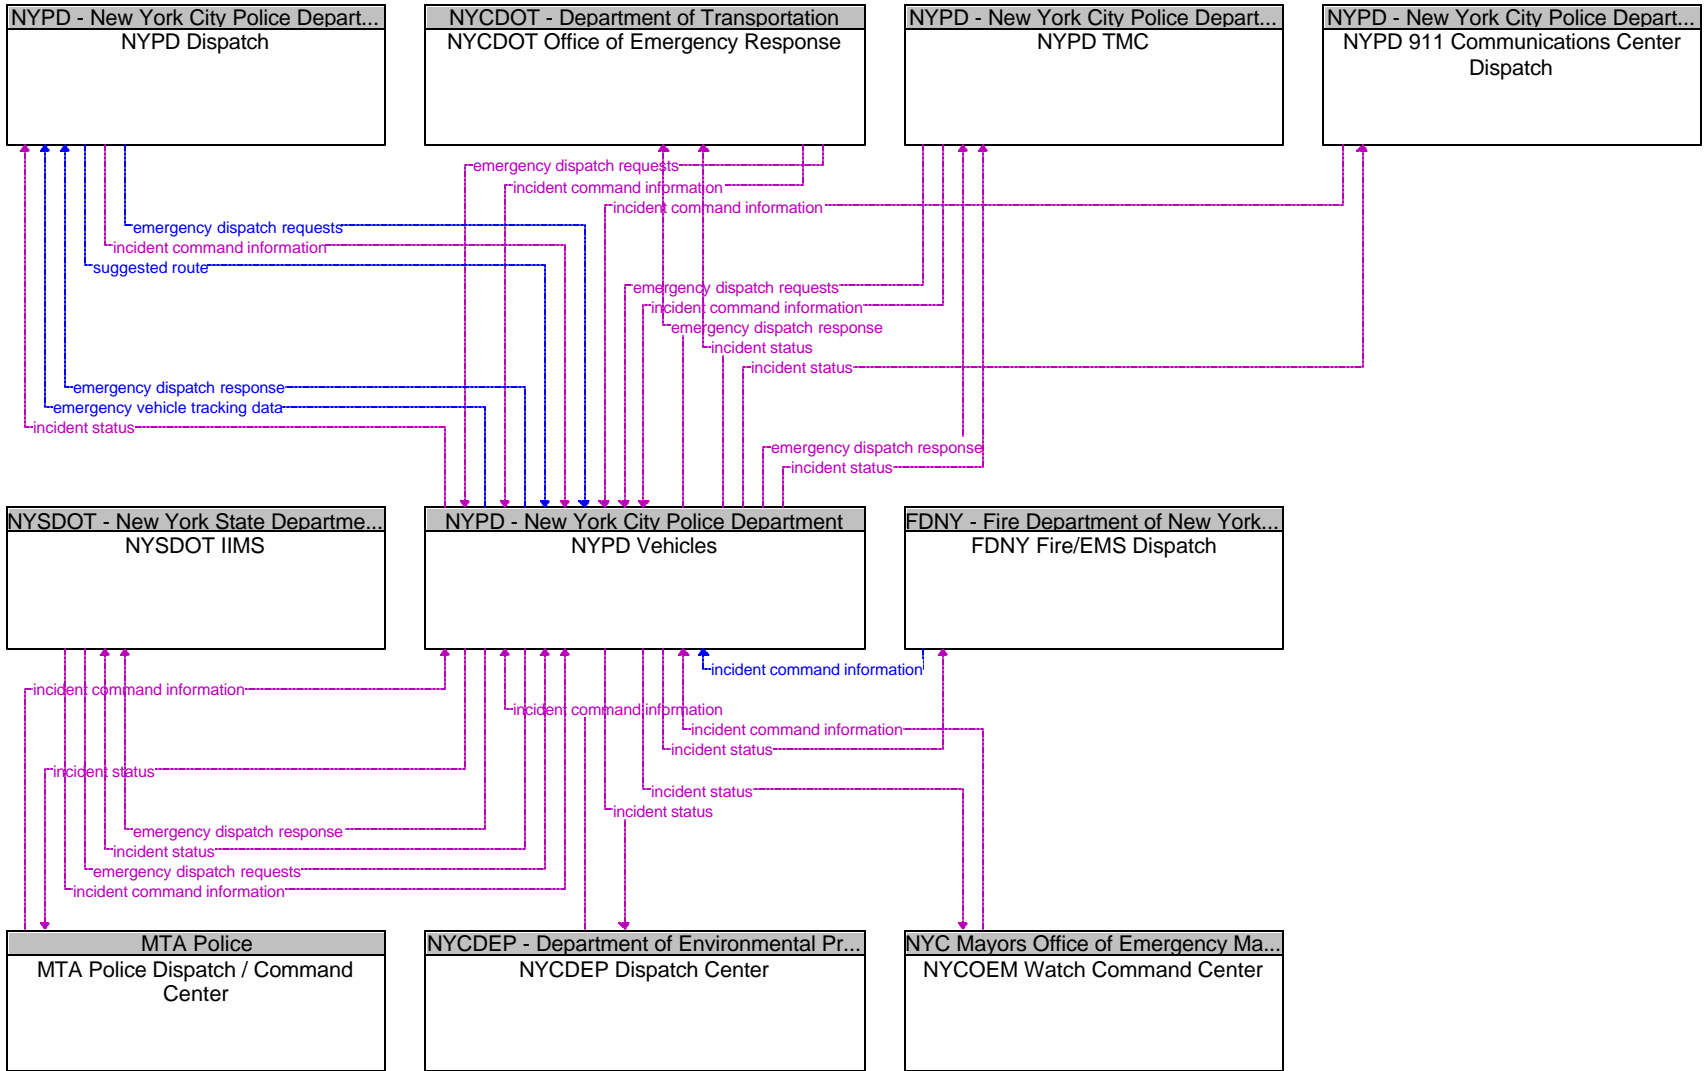 NYPD - New York City Police Depart...
NYPD Dispatch
NYCDOT - Department of Transportation
NYCDOT Office of Emergency Response
NYPD - New York City Police Depart...
NYPD TMC
NYPD - New York City Police Depart...
NYPD 911 Communications Center
Dispatch
emergency dispatch requests
incident command information
incident command information
emergency dispatch requests
incident command information
suggested route
emergency dispatch requests
incident command information
emergency dispatch response
incident status
incident status
emergency dispatch response
emergency vehicle tracking data
incident status
emergency dispatch response
incident status
NYSDOT - New York State Departme...
NYSDOT IIMS
NYPD - New York City Police Department
NYPD Vehicles
FDNY - Fire Department of New York...
FDNY Fire/EMS Dispatch
incident command information
incident command information
incident command information
incident command information
incident status
incident status
incident status
incident status
emergency dispatch response
incident status
emergency dispatch requests
incident command information
MTA Police
MTA Police Dispatch / Command
Center
NYCDEP - Department of Environmental Pr...
NYCDEP Dispatch Center
NYC Mayors Office of Emergency Ma...
NYCOEM Watch Command Center